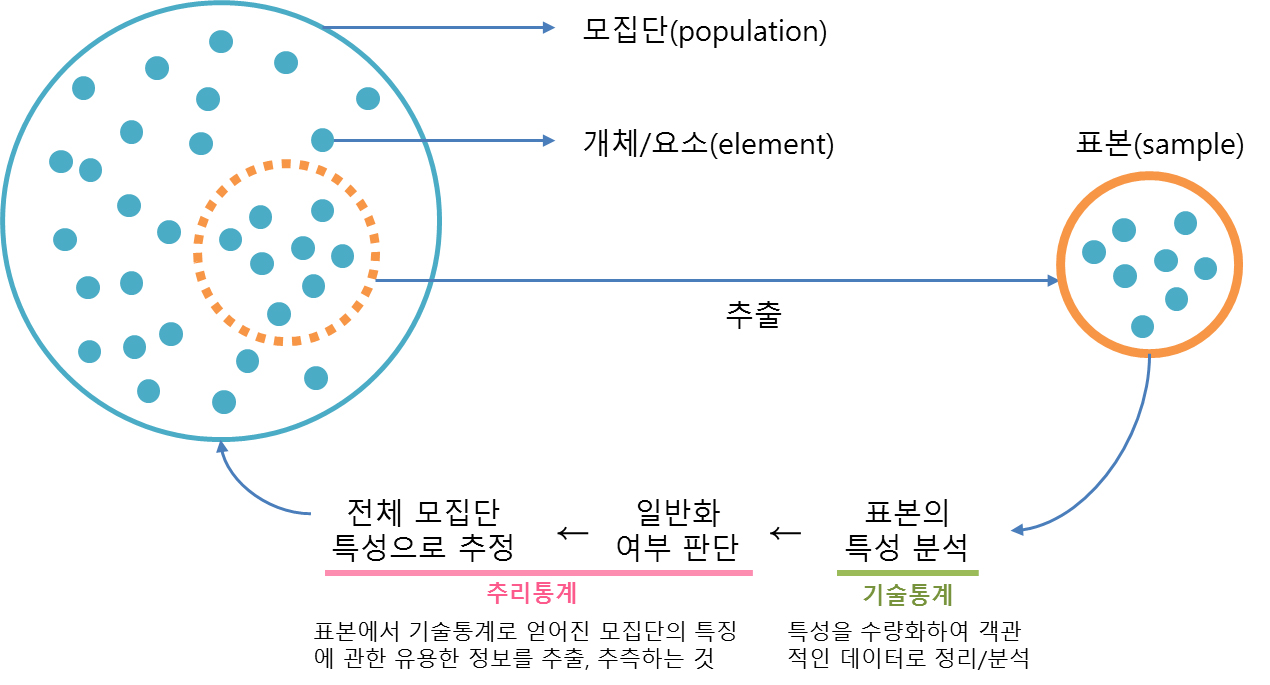 모집단(population)
개체/요소(element)
표본(sample)
추출
전체 모집단
특성으로 추정
←
일반화
여부 판단
←
표본의
특성 분석
추리통계
표본에서 기술통계로 얻어진 모집단의 특징
에 관한 유용한 정보를 추출, 추측하는 것
기술통계
특성을 수량화하여 객관
적인 데이터로 정리/분석